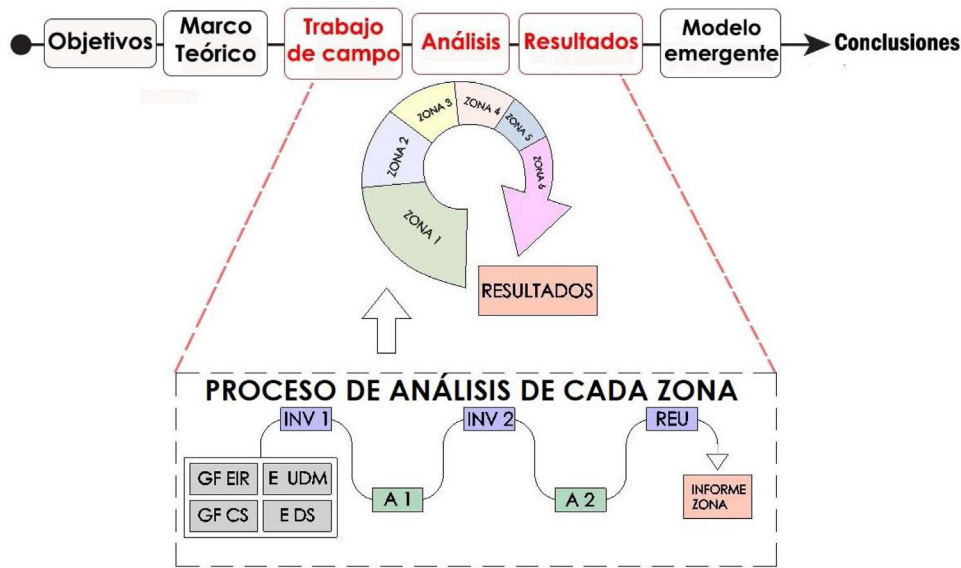 Objetivos
Marco
Teórico
Trabajo
de campo
Análisis
Resultados
Modelo
emergente
Conclusiones
ZONA 1
ZONA 2
ZONA 3
ZONA 4
ZONA 5
ZONA 6
RESULTADOS
PROCESO DE ANÁLISIS DE CADA ZONA
INV 1
INV 2
REU
GF EIR
E UDM
GF CS
E DS
A 1
A 2
INFORME
ZONA